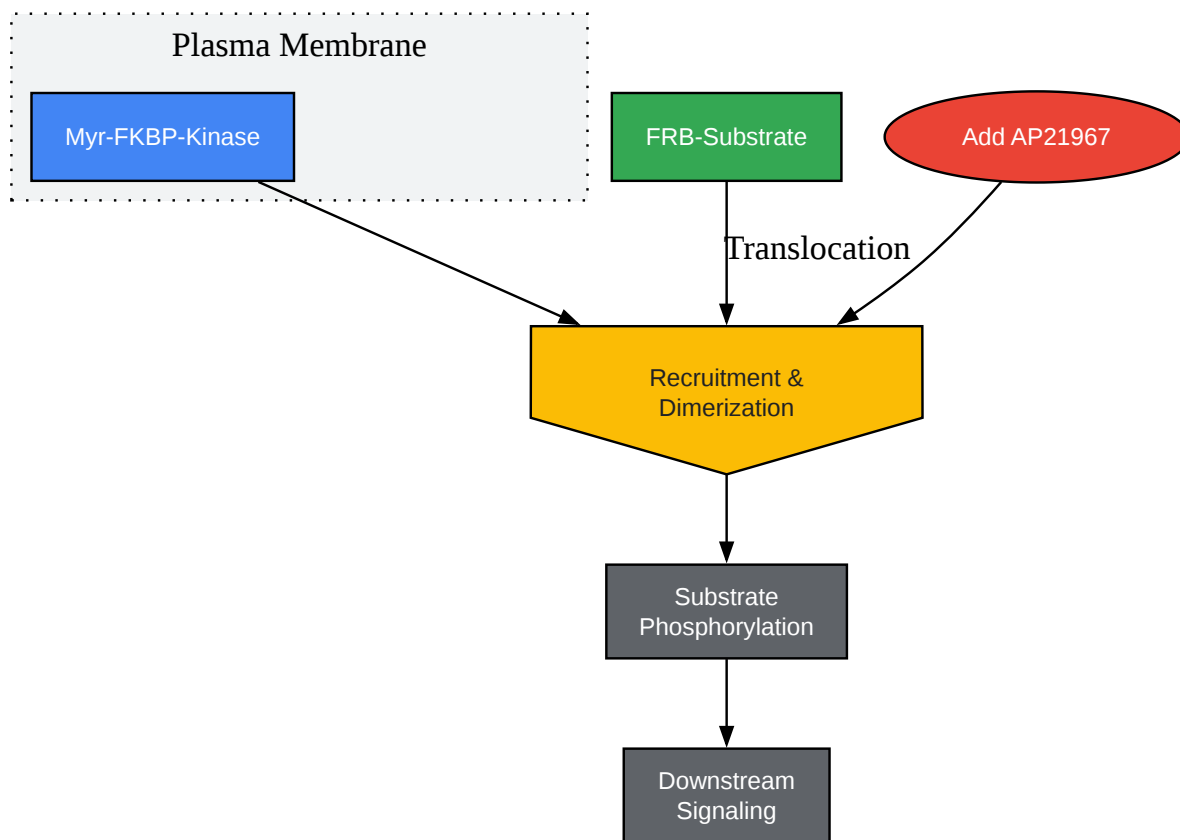 Plasma Membrane
Myr-FKBP-Kinase
FRB-Substrate
Add AP21967
Translocation
Recruitment &
Dimerization
Substrate
Phosphorylation
Downstream
Signaling